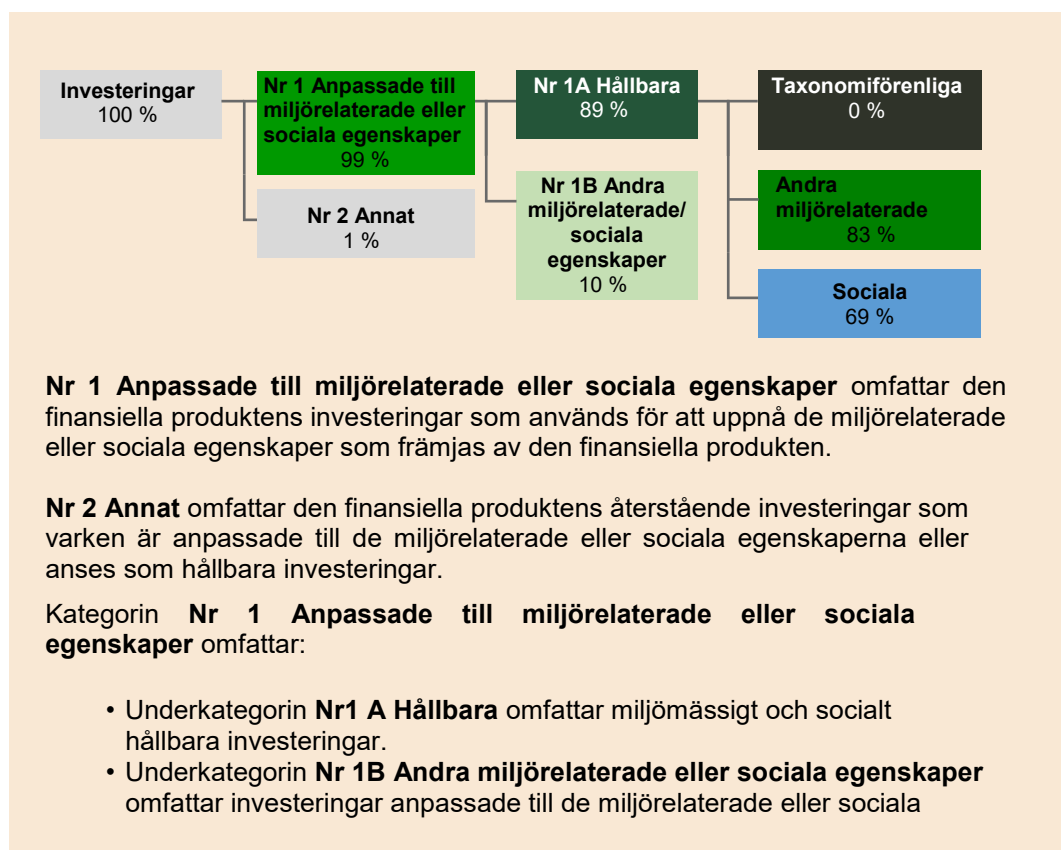 Investeringar
100 %
Nr 1 Anpassade till
miljörelaterade eller
sociala egenskaper
99 %
Nr 2 Annat
1 %
Nr 1A Hållbara
89 %
Nr 1B Andra
miljörelaterade/
sociala
egenskaper
10 %
Taxonomiförenliga
0 %
Andra
miljörelaterade
83 %
Sociala
69 %
Nr 1 Anpassade till miljörelaterade eller sociala egenskaper omfattar den
finansiella produktens investeringar som används för att uppnå de miljörelaterade
eller sociala egenskaper som främjas av den finansiella produkten.
Nr 2 Annat omfattar den finansiella produktens återstående investeringar som
varken är anpassade till de miljörelaterade eller sociala egenskaperna eller
anses som hållbara investeringar.
Kategorin Nr 1 Anpassade till miljörelaterade eller sociala
egenskaper omfattar:
• Underkategorin Nr1 A Hållbara omfattar miljömässigt och socialt
hållbara investeringar.
• Underkategorin Nr 1B Andra miljörelaterade eller sociala egenskaper
omfattar investeringar anpassade till de miljörelaterade eller sociala